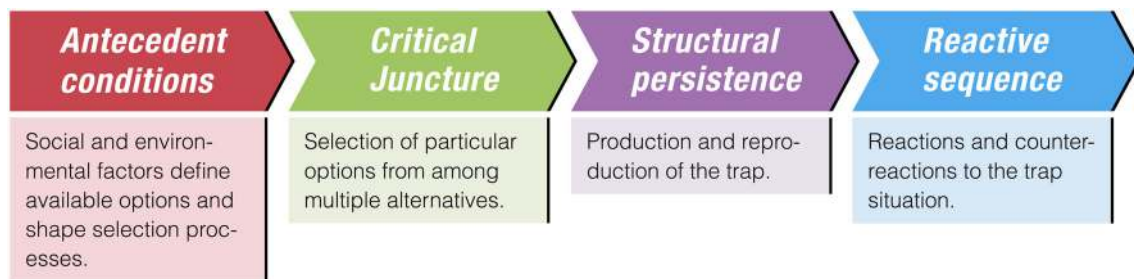 Antecedent
conditions
Social and environ-
mental factors define
available options and
shape selection proc-
esses.
Critical
Juncture
Selection of particular
options from among
multiple alternatives.
Structural
persistence
Production and repro-
duction of the trap.
Reactive
sequence
Reactions and counter-
reactions to the trap
situation.